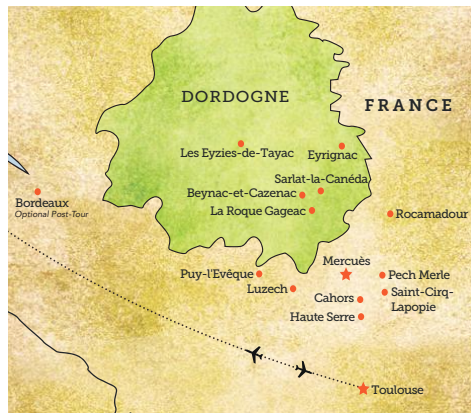 DORDOGNE
FRANCE
Les Eyzies-de-Tayac
Eyrignac
Sarlat-la-Canéda
Beynac-et-Cazenac
La Roque Gageac
Bordeaux
Optional Post-Tour
Rocamadour
Mercuès
Puy-l'Evêque
Pech Merle
Luzech
Saint-Cirq-
Lapopie
Cahors
Haute Serre
Toulouse